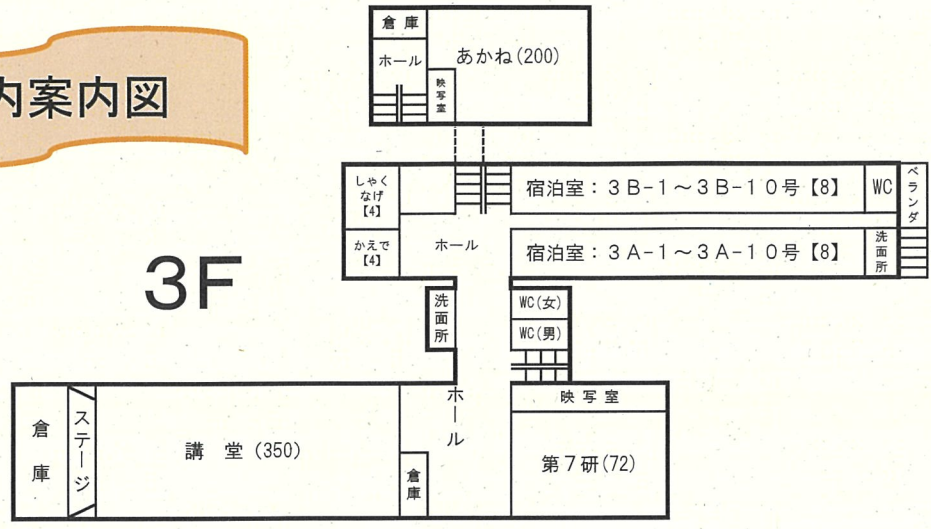 内案内図
3F
倉庫
ホール
映写室
あかね(200)
しゃくなげ【4】
かえで【4】
ホール
宿泊室：３Ｂ－１～３Ｂ－１０号【8】
WC
ベランダ
宿泊室：３Ａ－１～３Ａ－１０号【8】
洗面所
洗面所
WC(女)
WC(男)
ホール
映写室
倉庫
ステージ
講 堂 (350)
倉庫
第７研(72)